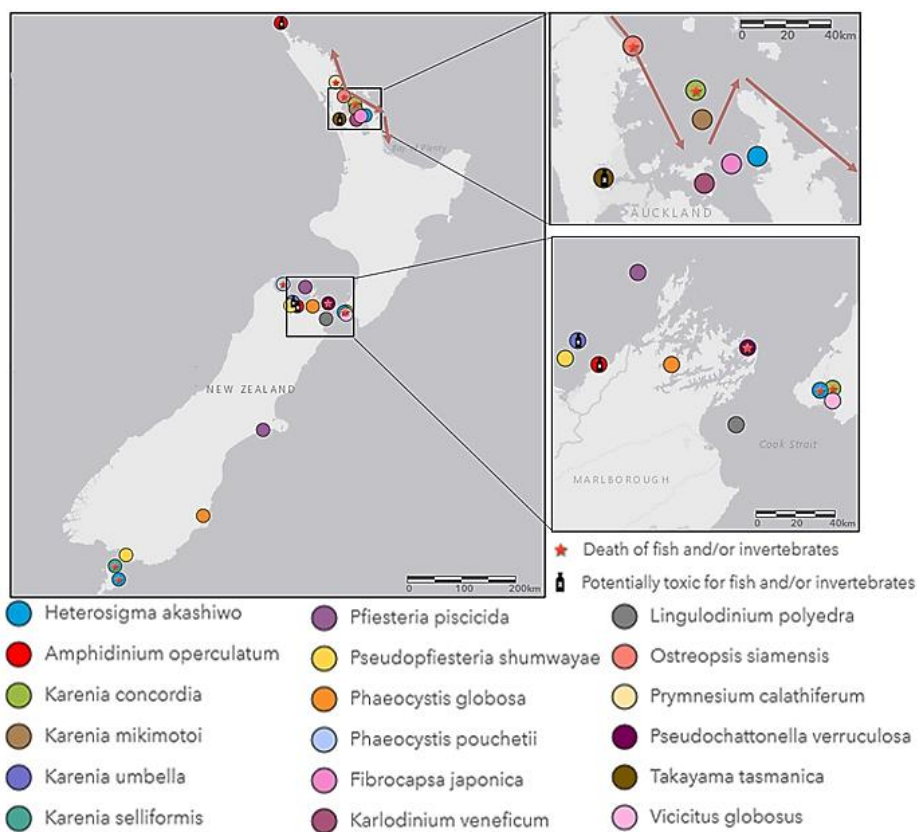 0 20 40km
Bay of Plenty
AUCKLAND
NEW ZEALAND
Cook Strait
MARLBOROUGH
0 20 40km
Death of fish and/or invertebrates
0 100 200km
Potentially toxic for fish and/or invertebrates
Heterosigma akashiwo
Pfiesteria piscicida
Lingulodinium polyedra
Amphidinium operculatum
Pseudopfiesteria shumwayae
Ostreopsis siamensis
Karenia concordia
Phaeocystis globosa
Prymnesium calathiferum
Karenia mikimotoi
Phaeocystis pouchetii
Pseudochattonella verruculosa
Karenia umbella
Fibrocapsa japonica
Takayama tasmanica
Karenia selliformis
Karlodinium veneficum
Vicicitus globosus